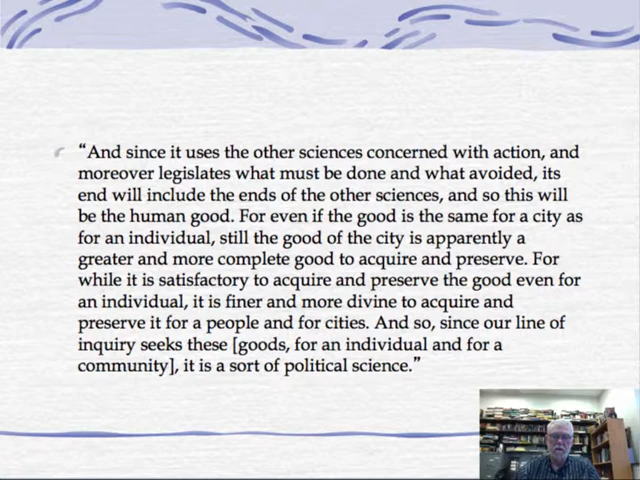 “And since it uses the other sciences concerned with action, and
moreover legislates what must be done and what avoided, its
end will include the ends of the other sciences, and so this will
be the human good. For even if the good is the same for a city as
for an individual, still the good of the city is apparently a
greater and more complete good to acquire and preserve. For
while it is satisfactory to acquire and preserve the good even for
an individual, it is finer and more divine to acquire and
preserve it for a people and for cities. And so, since our line of
inquiry seeks these [goods, for an individual and for a
community], it is a sort of political science.”